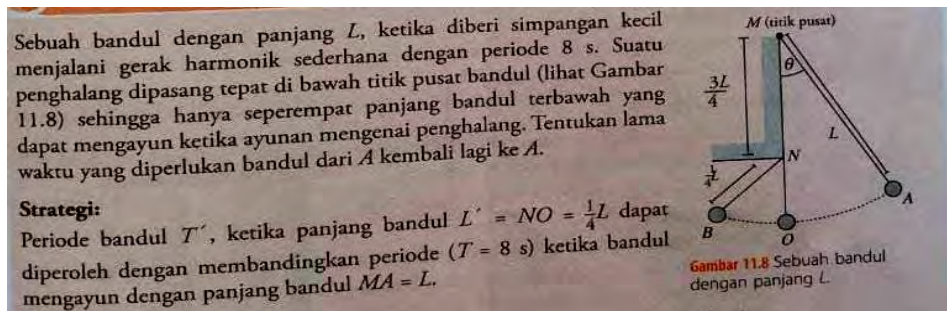 Sebuah bandul dengan panjang L, ketika diberi simpangan kecil
menjalani gerak harmonik sederhana dengan periode 8 s. Suatu
penghalang dipasang tepat di bawah titik pusat bandul (lihat Gambar
11.8) sehingga hanya seperempat panjang bandul terbawah yang
dapat mengayun ketika ayunan mengenai penghalang. Tentukan lama
waktu yang diperlukan bandul dari A kembali lagi ke A.
Strategi:
Periode bandul T´, ketika panjang bandul L´ = NO = 1/4 L dapat
diperoleh dengan membandingkan periode (T = 8 s) ketika bandul
mengayun dengan panjang bandul MA = L.
M (titik pusat)
θ
3L/4
L
N
1/4 L
A
B
O
Gambar 11.8 Sebuah bandul
dengan panjang L.